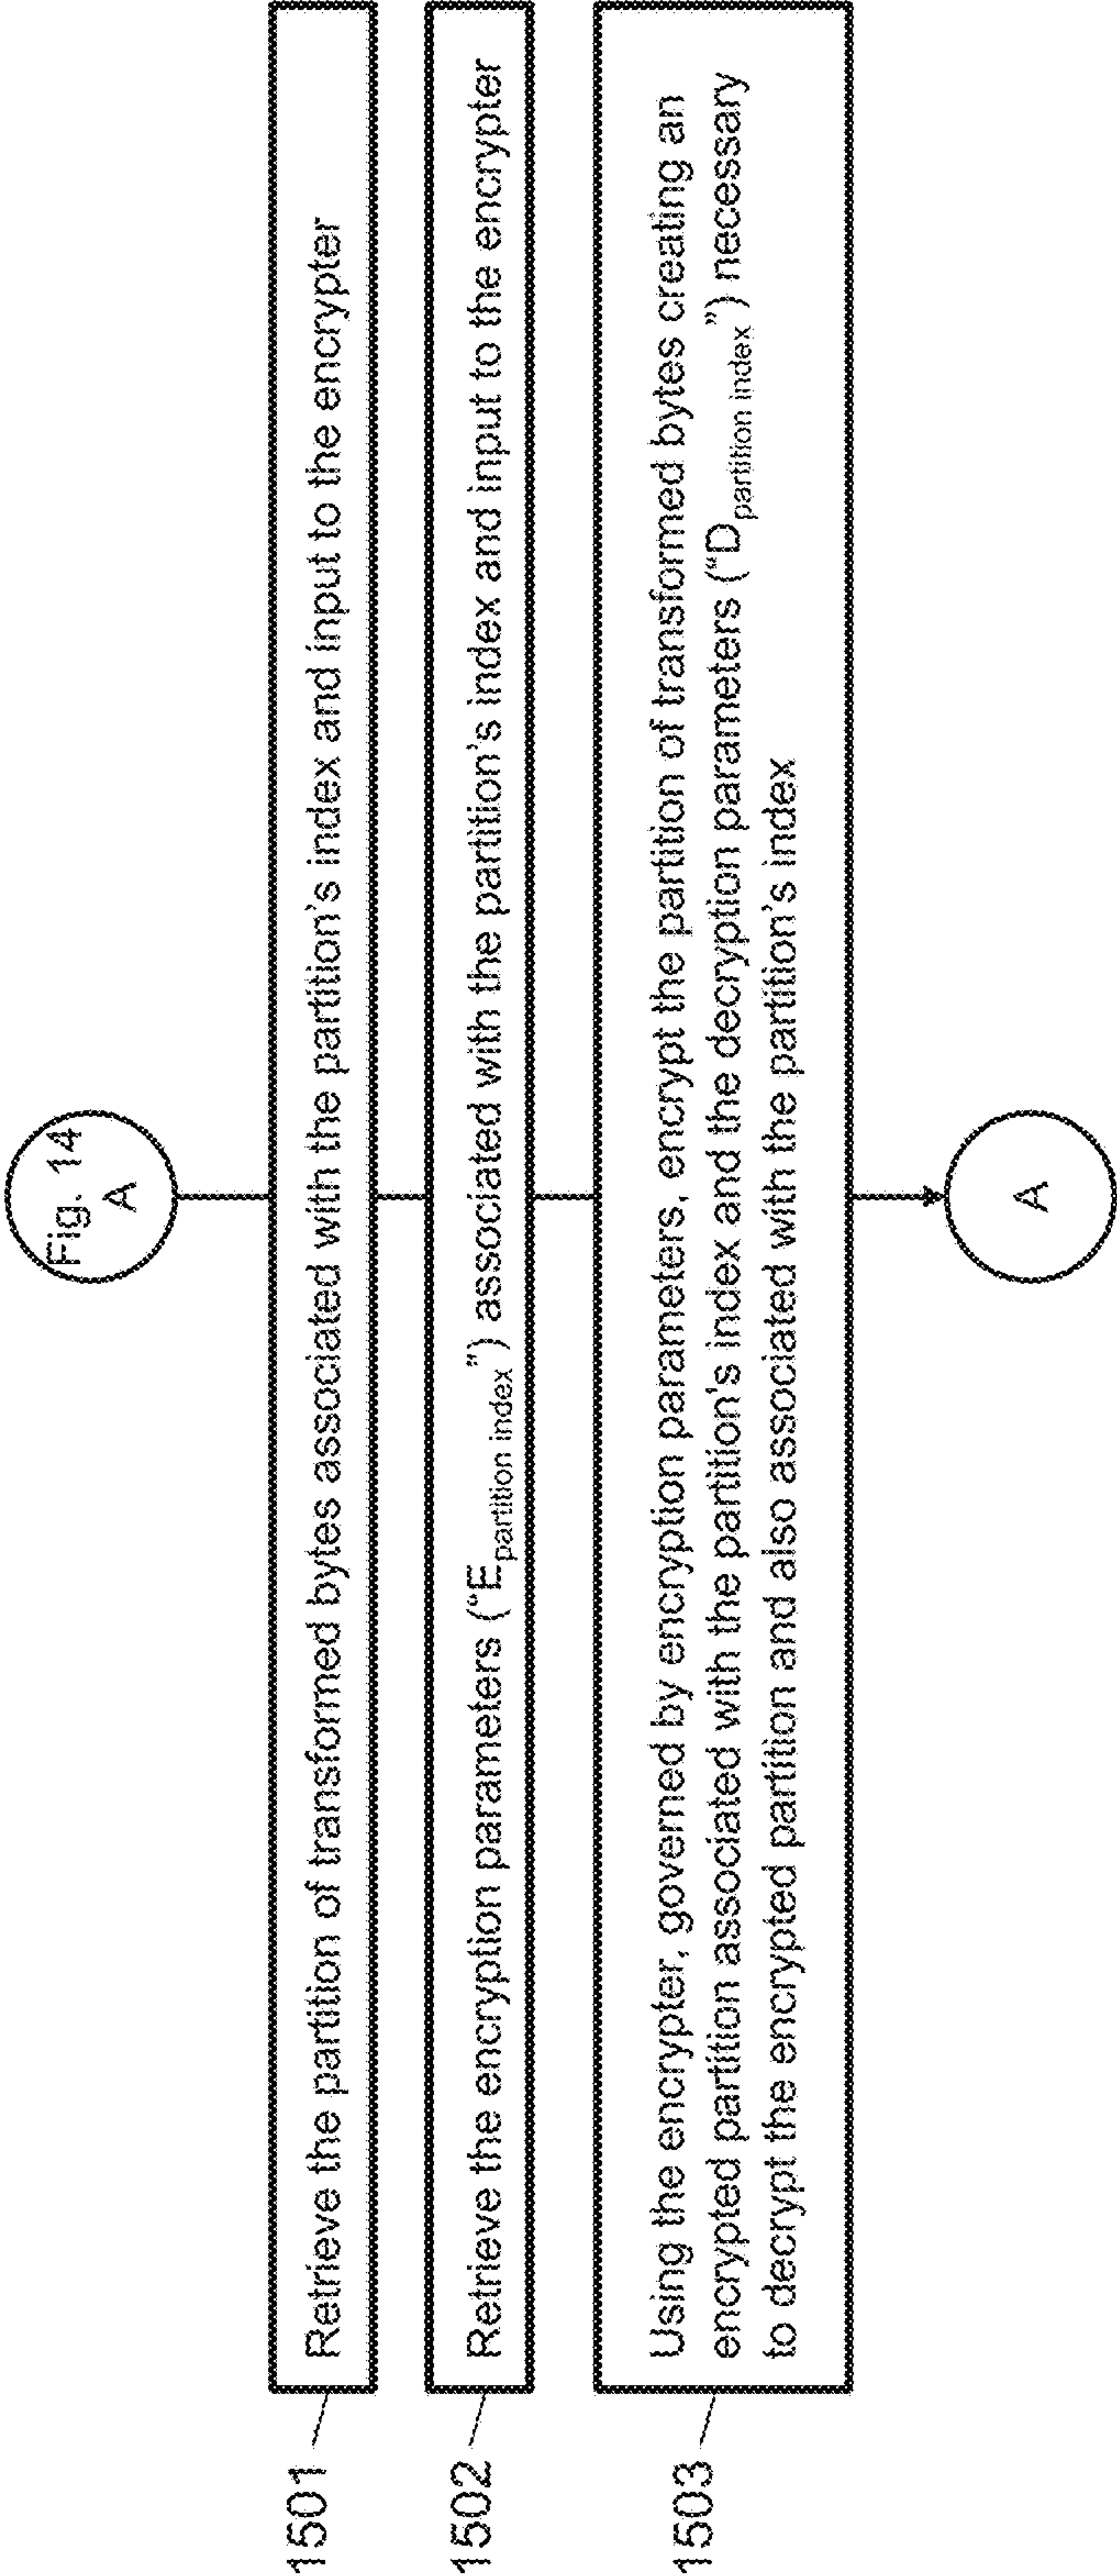 Fig. 14
A
1501
Retrieve the partition of transformed bytes associated with the partition's index and input to the encrypter
1502
Retrieve the encryption parameters (“E partition index”) associated with the partition's index and input to the encrypter
1503
Using the encrypter, governed by encryption parameters, encrypt the partition of transformed bytes creating an
encrypted partition associated with the partition's index and the decryption parameters (“D partition index”) necessary
to decrypt the encrypted partition and also associated with the partition's index
A